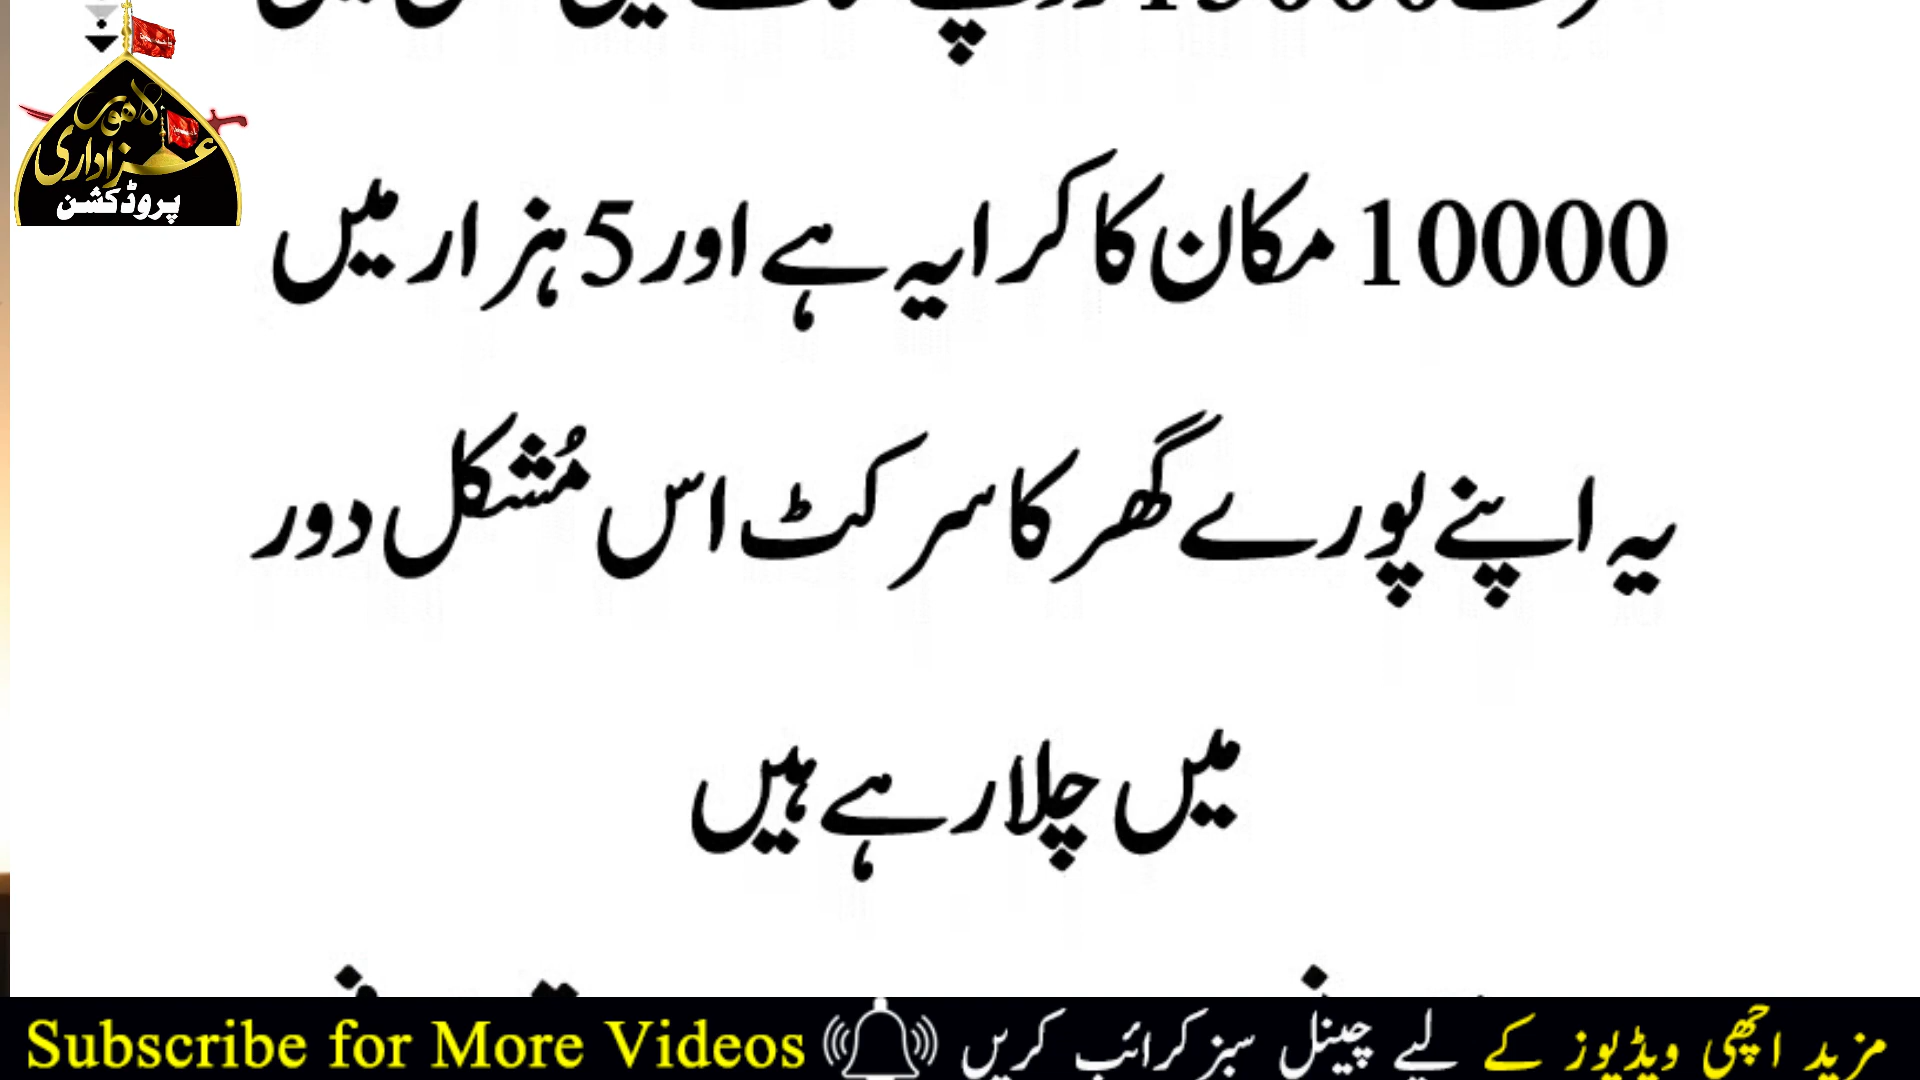 لاہور
عزاداری
پروڈکشن
10000 مکان کا کرایہ ہے اور 5 ہزار میں
یہ اپنے پورے گھر کا سرکٹ اس مُشکل دور
میں چلا رہے ہیں
Subscribe for More Videos مزید اچھی ویڈیوز کے لیے چینل سبزکرائب کریں